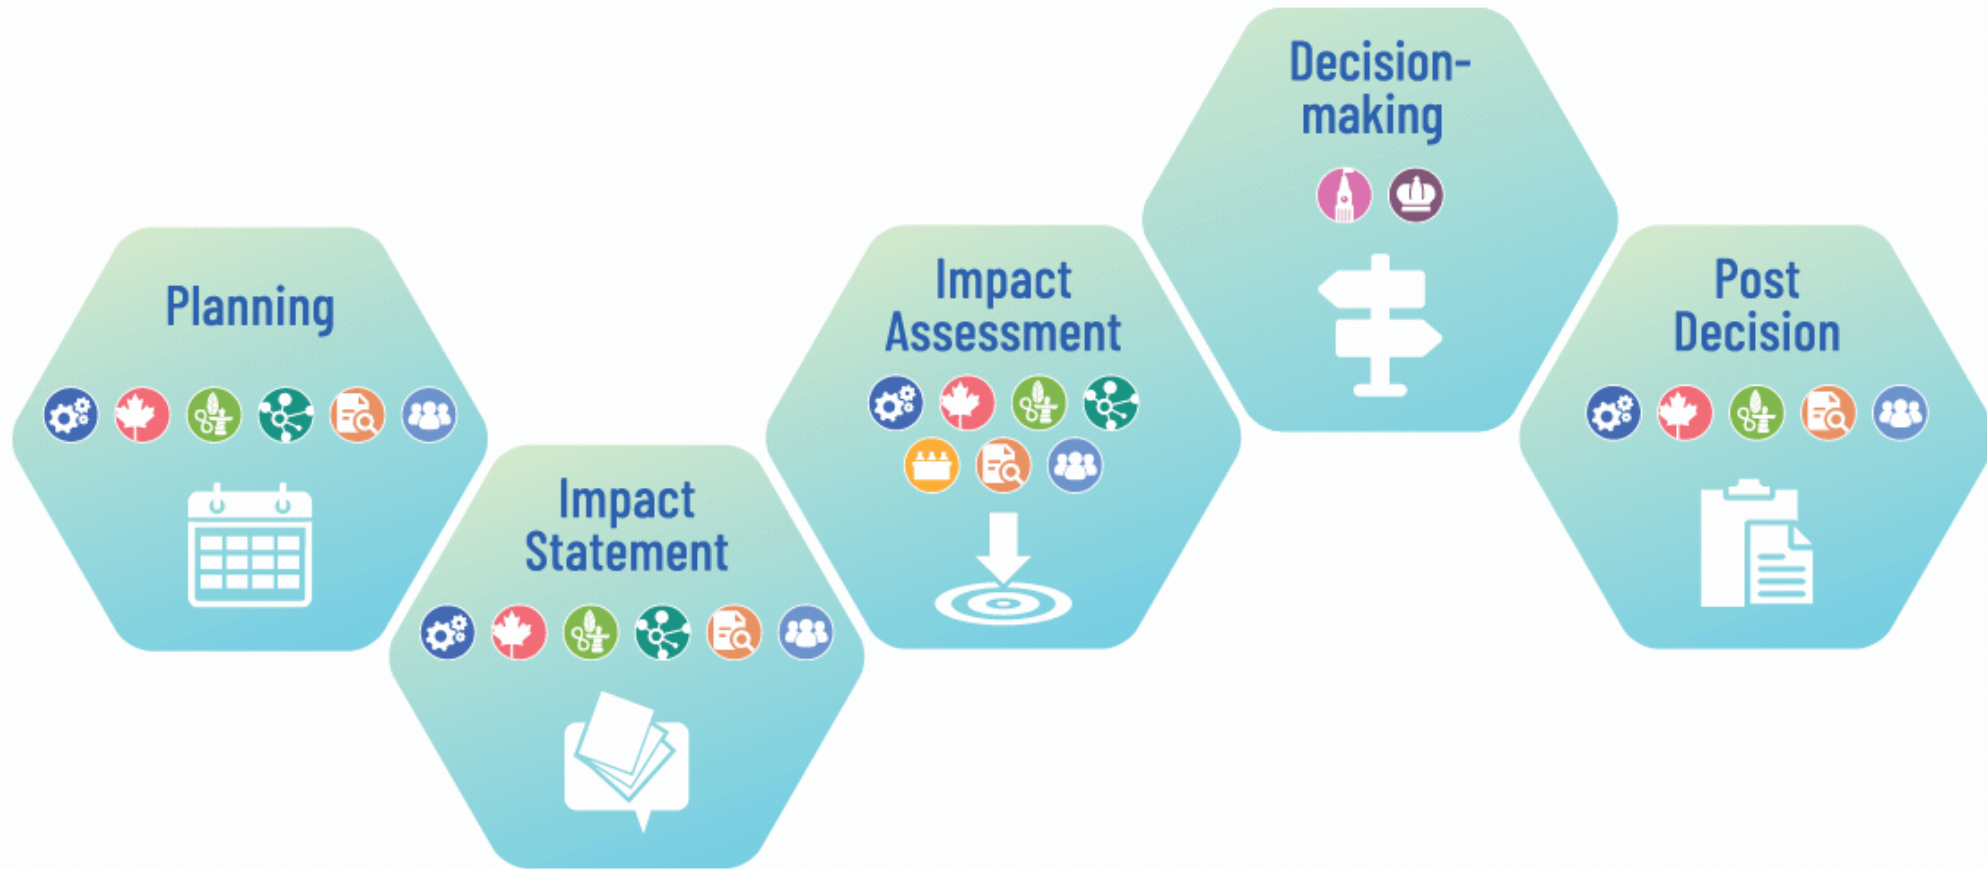 Planning
Impact
Statement
Impact
Assessment
Decision-
making
Post
Decision